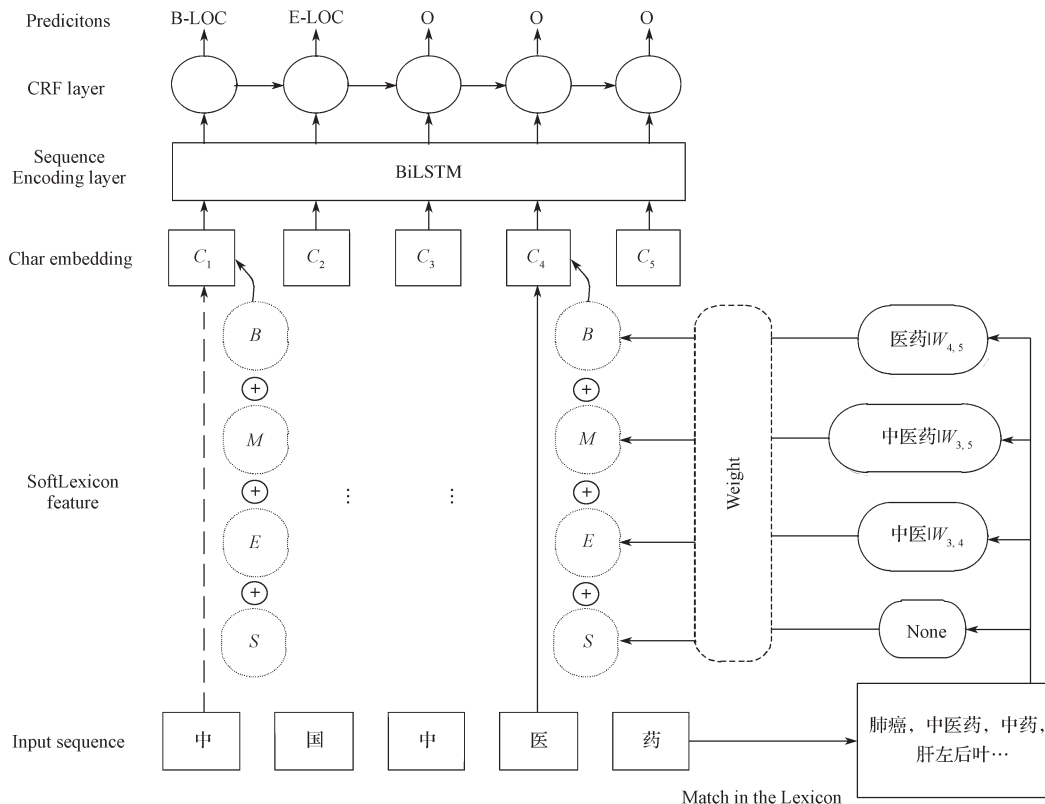 Predicitons B-LOC E-LOC O O O
CRF layer
Sequence
Encoding layer
BiLSTM
Char embedding C1 C2 C3 C4 C5
B B 医药|W4, 5
+ +
M M 中医药|W3, 5
SoftLexicon
feature
⋮ ⋮
Weight
+ +
E E 中医|W3, 4
+ +
S S None
Input sequence 中 国 中 医 药
肺癌，中医药，中药，
肝左后叶…
Match in the Lexicon